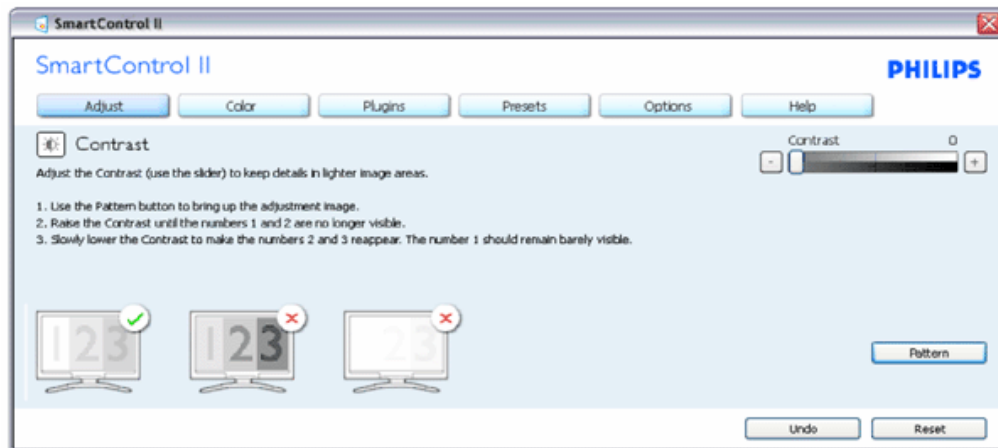 SmartControl II
SmartControl II
PHILIPS
Adjust Color Plugins Presets Options Help
Contrast
Contrast 0
- +
Adjust the Contrast (use the slider) to keep details in lighter image areas.
1. Use the Pattern button to bring up the adjustment image.
2. Raise the Contrast until the numbers 1 and 2 are no longer visible.
3. Slowly lower the Contrast to make the numbers 2 and 3 reappear. The number 1 should remain barely visible.
123 123 23
Pattern
Undo Reset